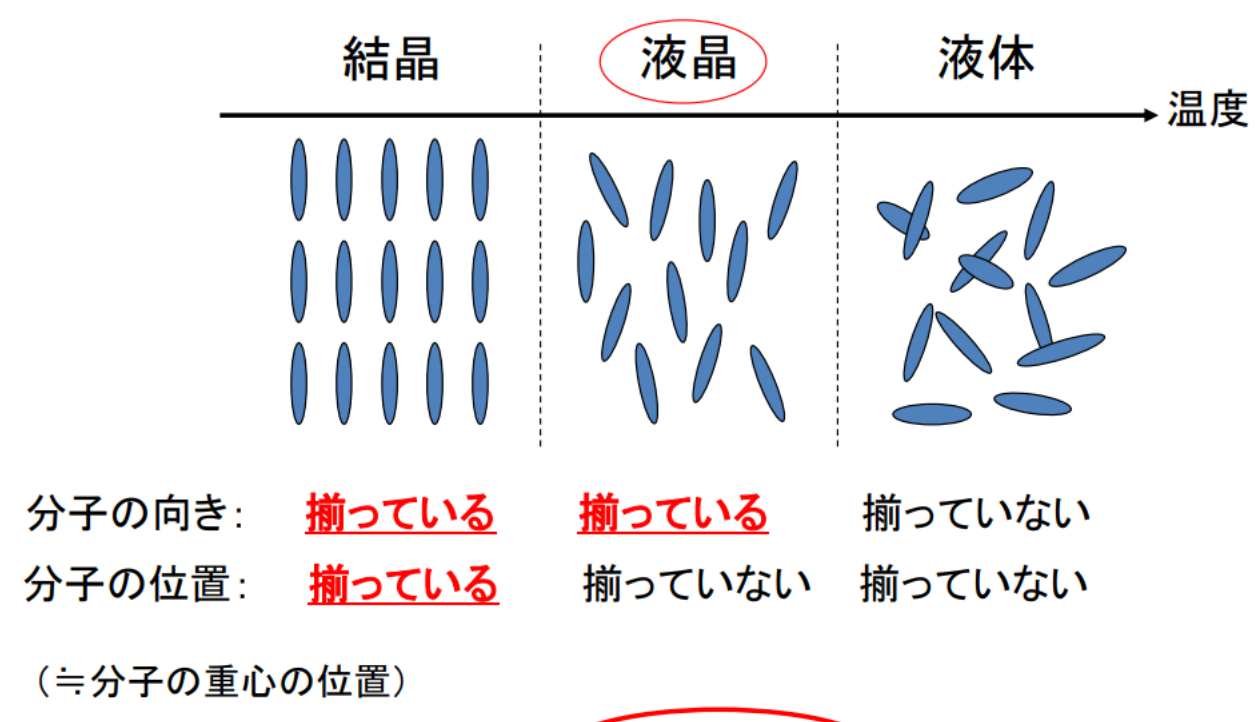 結晶 液晶 液体
温度
分子の向き： 揃っている 揃っている 揃っていない
分子の位置： 揃っている 揃っていない 揃っていない
（≒分子の重心の位置）